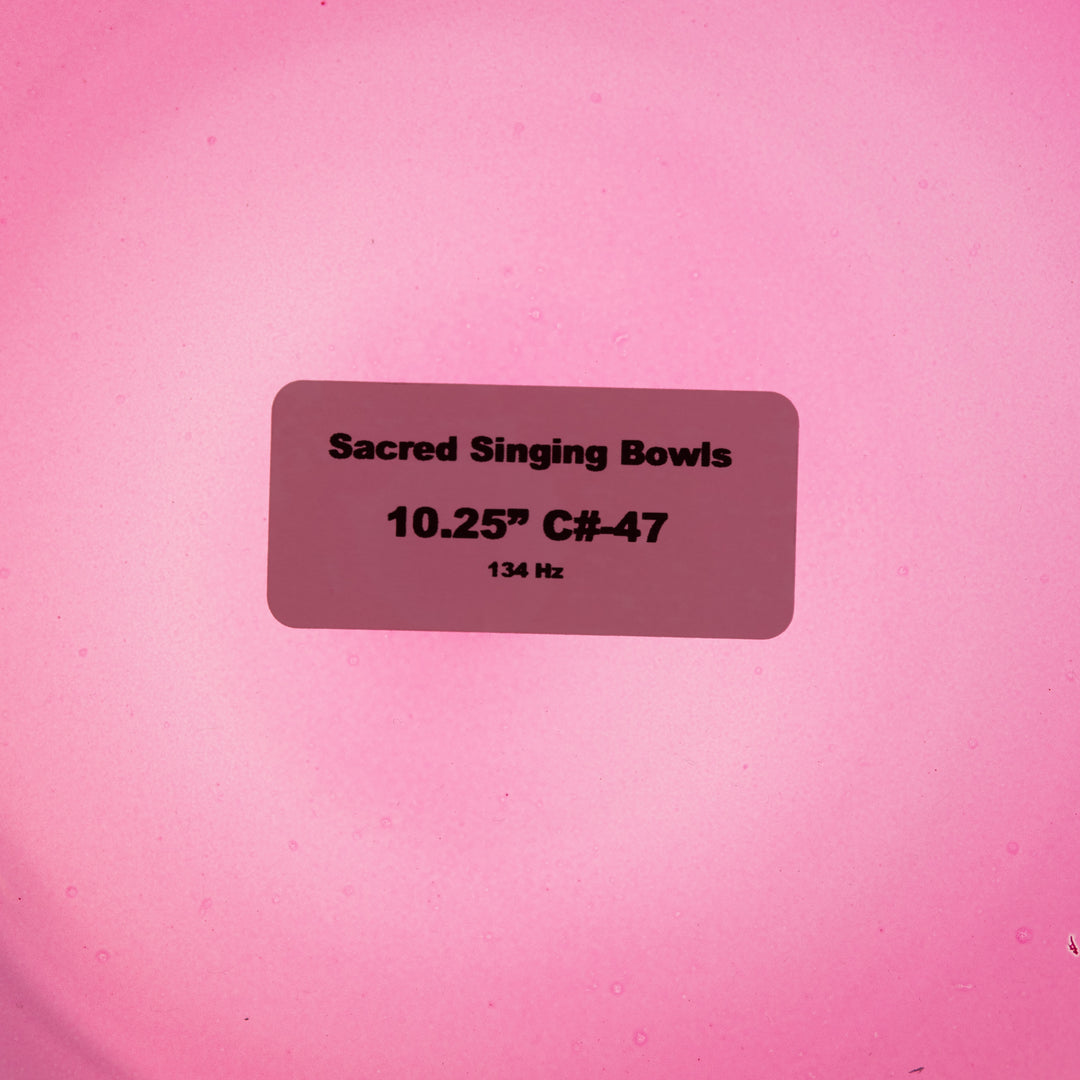 Sacred Singing Bowls
10.25” C#-47
134 Hz